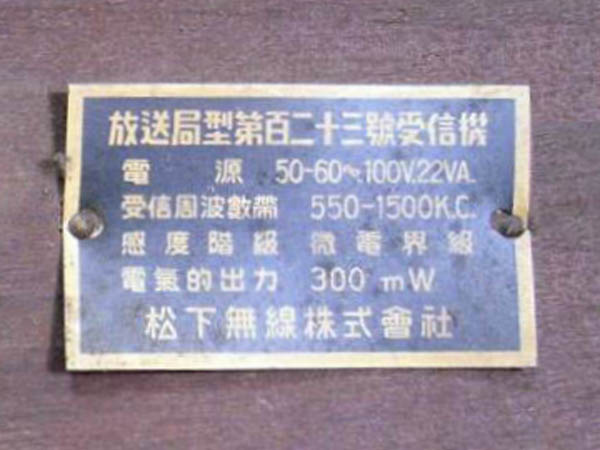 放送局型第百二十三號受信機
電源 50-60~,100V.22VA.
受信周波數帶 550-1500K.C.
感度階級 微電界級
電氣的出力 300 mW
松下無線株式會社